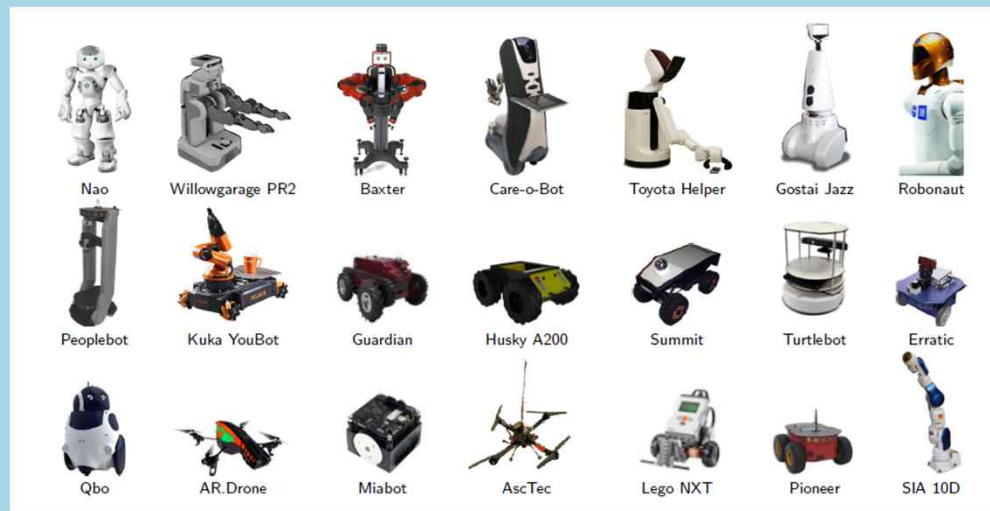 Nao Willowgarage PR2 Baxter Care-o-Bot Toyota Helper Gostai Jazz Robonaut
Peoplebot Kuka YouBot Guardian Husky A200 Summit Turtlebot Erratic
Qbo AR.Drone Miabot AscTec Lego NXT Pioneer SIA 10D